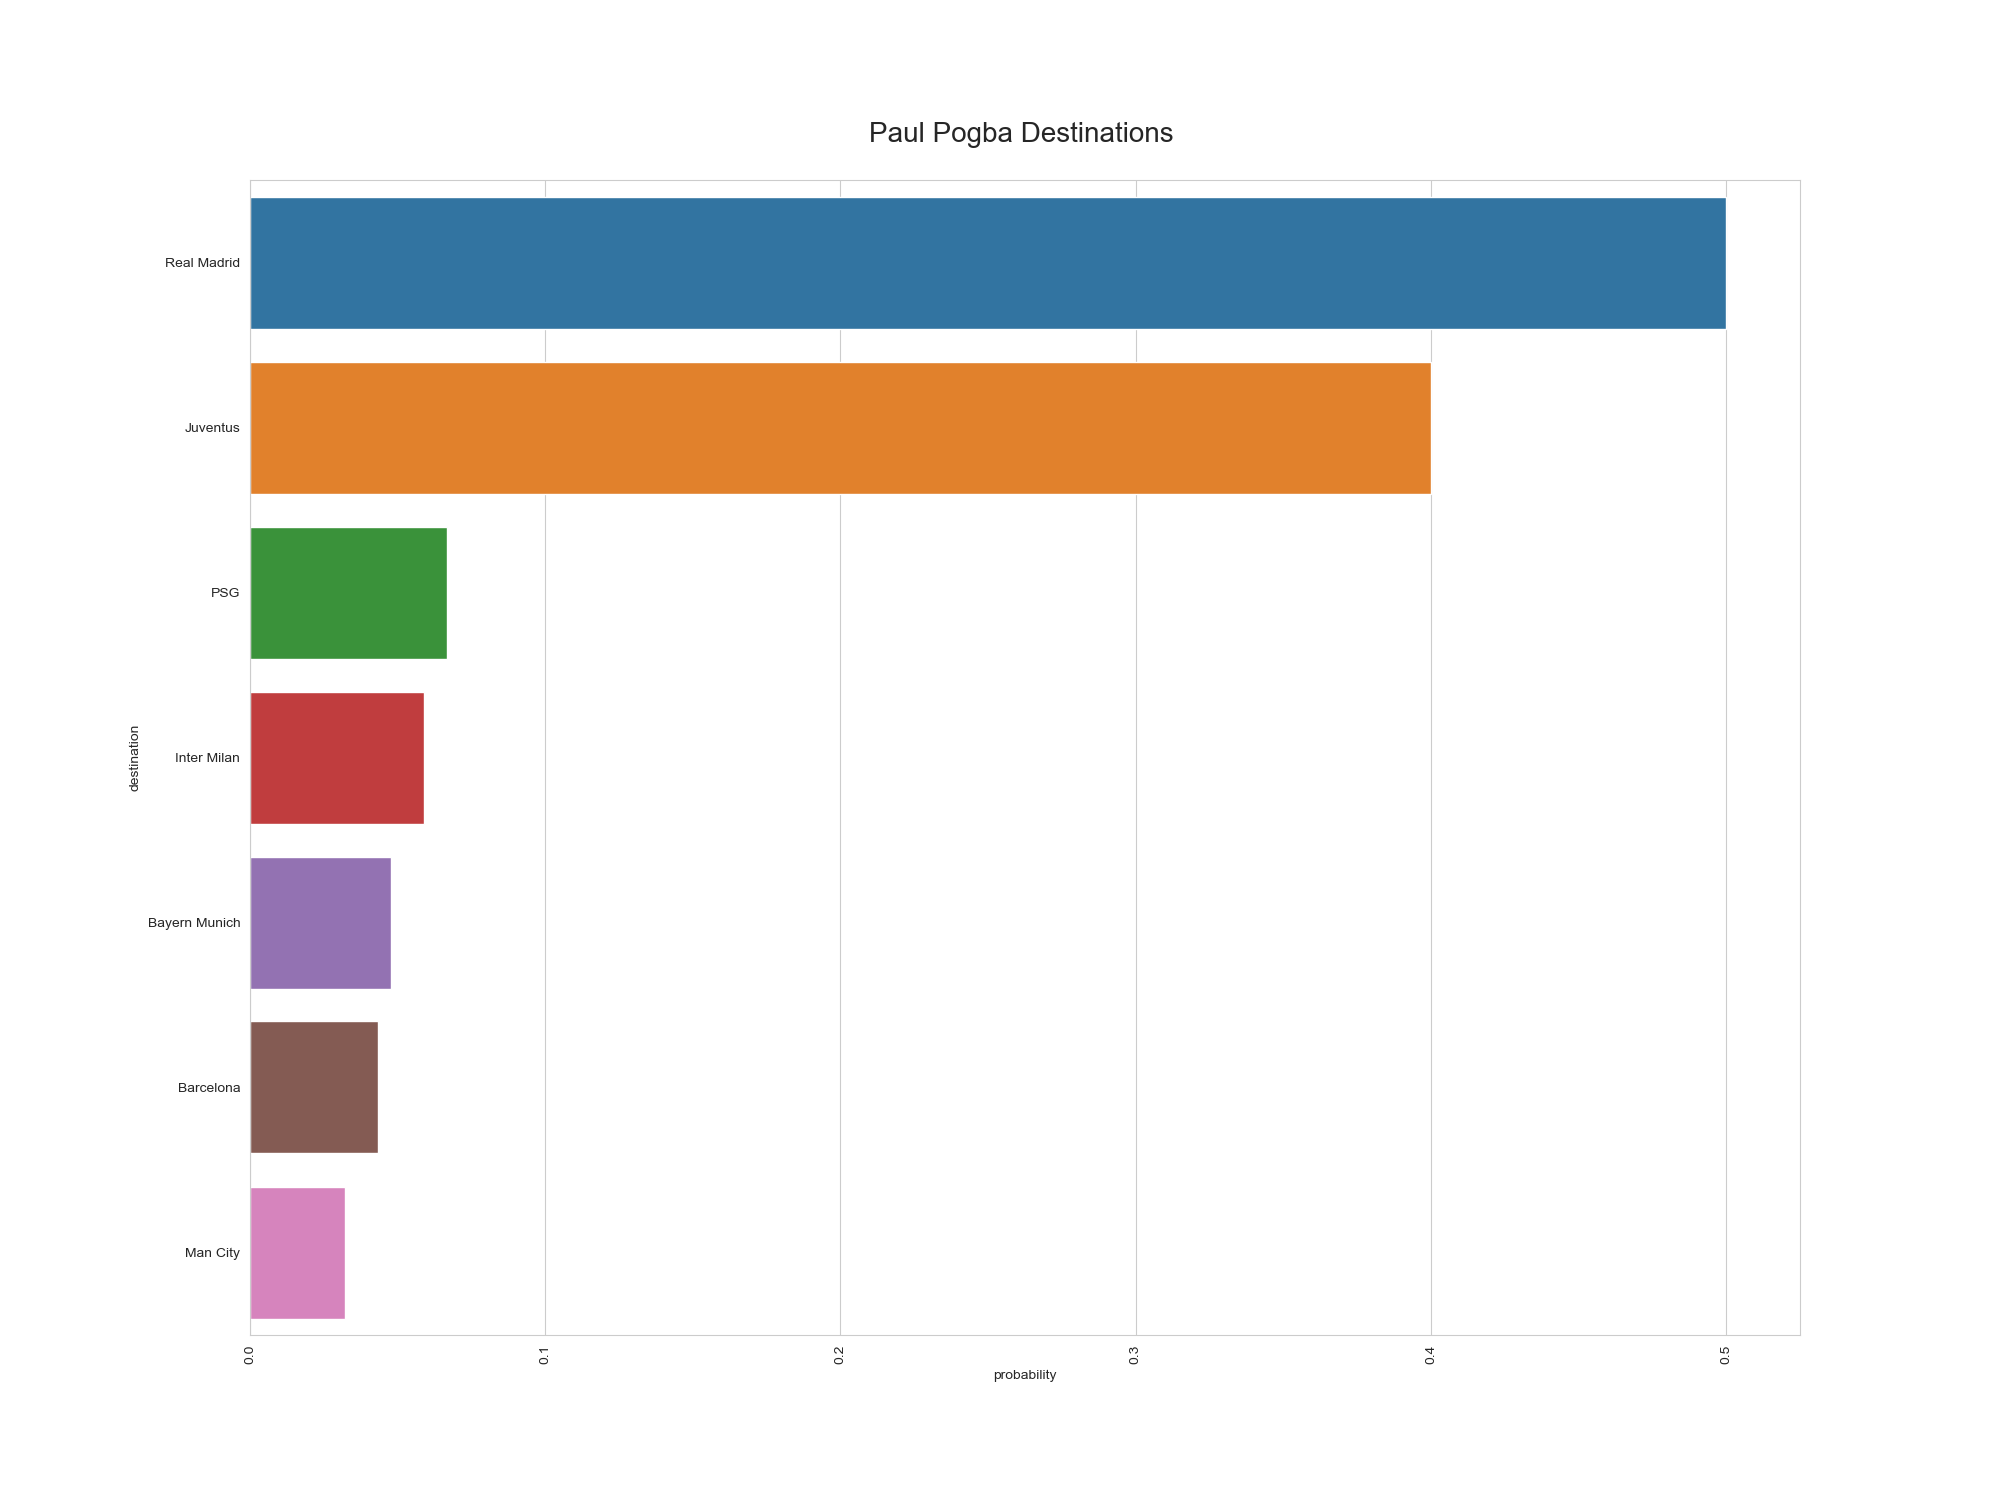 Paul Pogba Destinations
Real Madrid
Juventus
PSG
Inter Milan
Bayern Munich
Barcelona
Man City
destination
0.0
0.1
0.2
0.3
0.4
0.5
probability